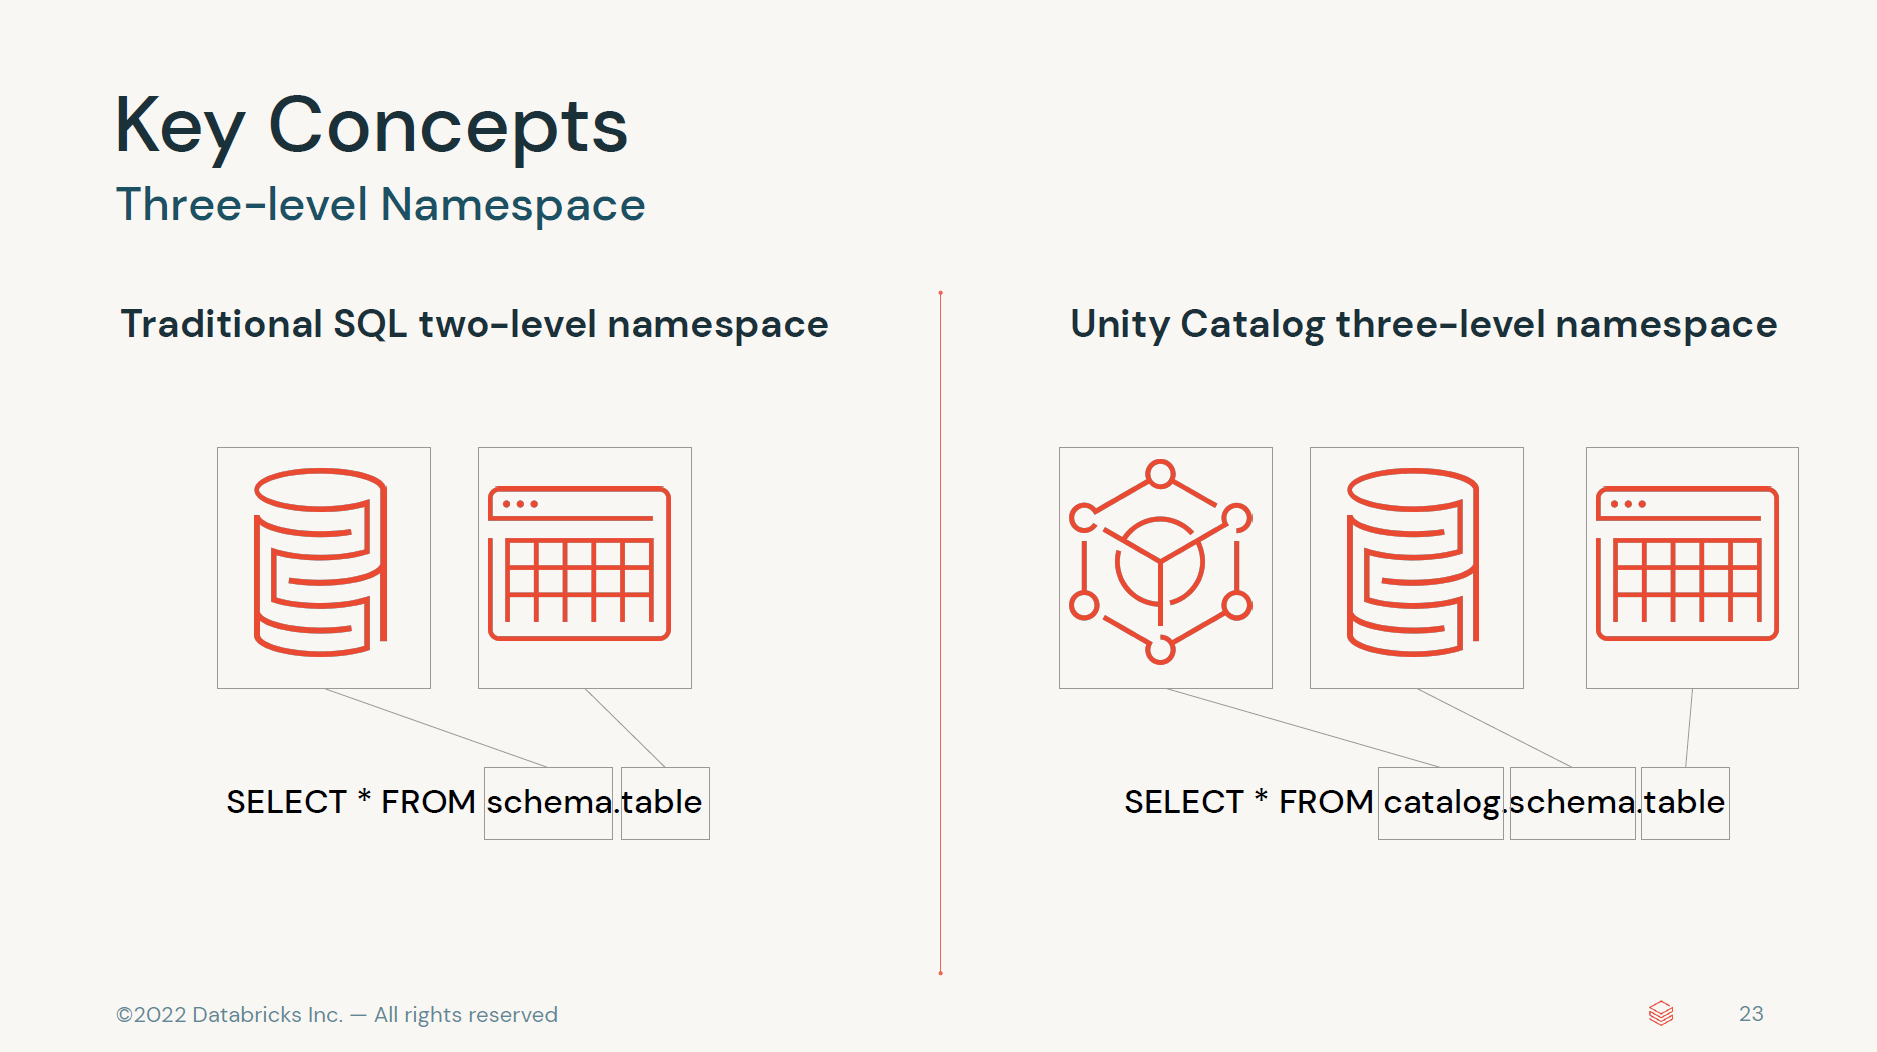 Key Concepts
Three-level Namespace
Traditional SQL two-level namespace
SELECT * FROM schema.table
Unity Catalog three-level namespace
SELECT * FROM catalog.schema.table
©2022 Databricks Inc. — All rights reserved
23